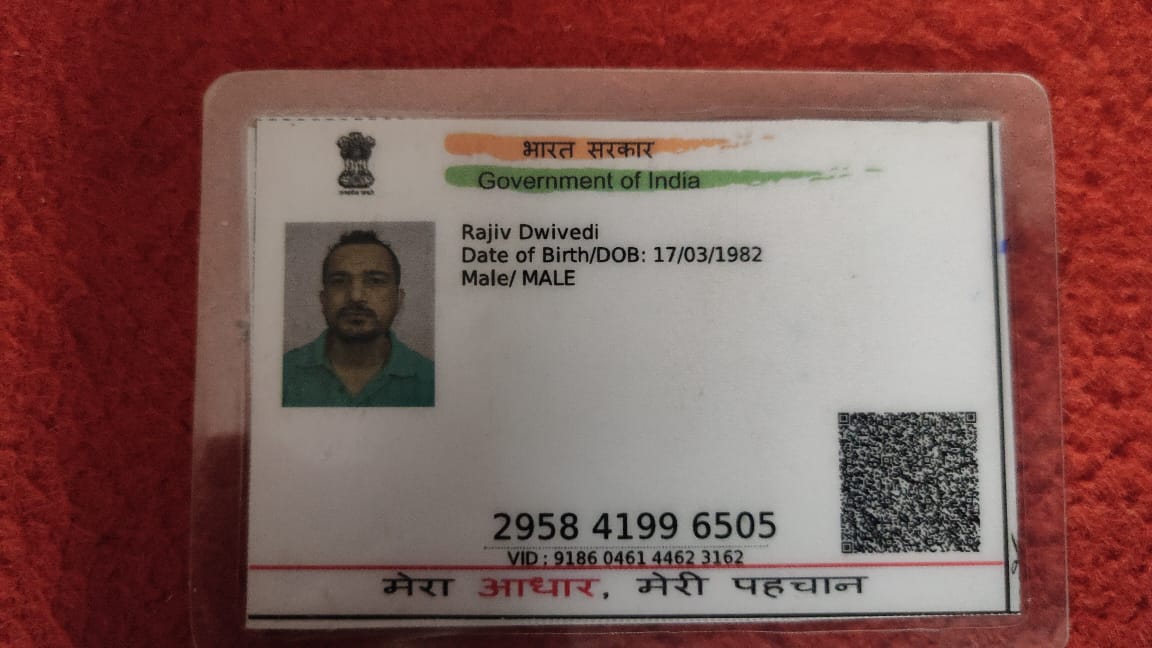 भारत सरकार
Government of India
Rajiv Dwivedi
Date of Birth/DOB: 17/03/1982
Male/ MALE
2958 4199 6505
VID : 9186 0461 4462 3162
मेरा आधार, मेरी पहचान